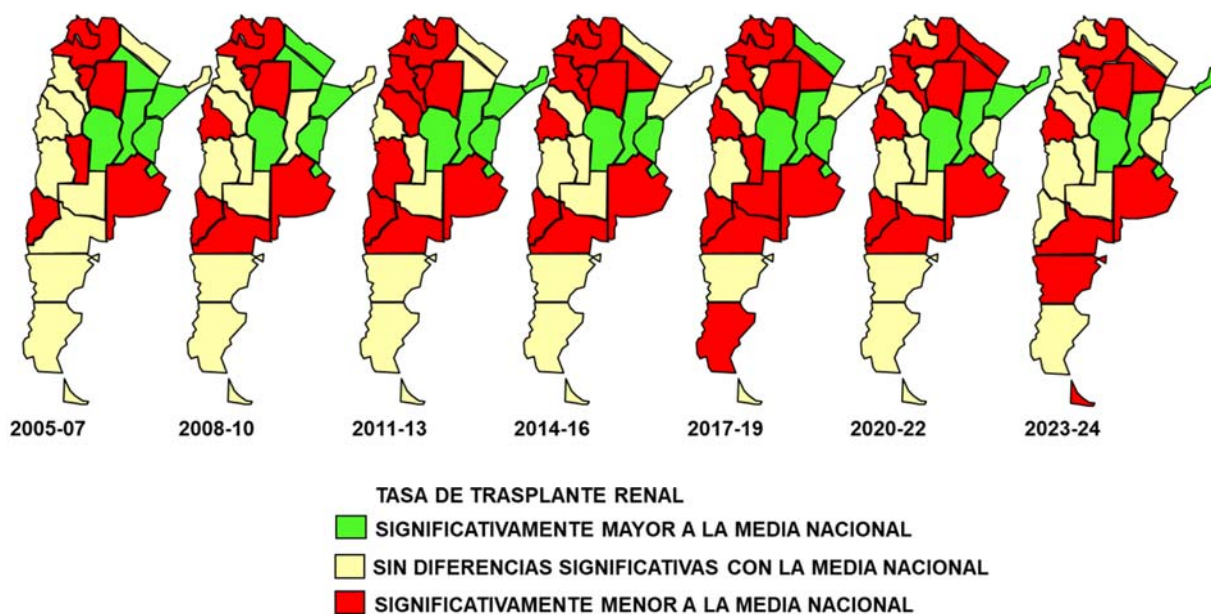 2005-07 2008-10 2011-13 2014-16 2017-19 2020-22 2023-24
TASA DE TRASPLANTE RENAL
SIGNIFICATIVAMENTE MAYOR A LA MEDIA NACIONAL
SIN DIFERENCIAS SIGNIFICATIVAS CON LA MEDIA NACIONAL
SIGNIFICATIVAMENTE MENOR A LA MEDIA NACIONAL